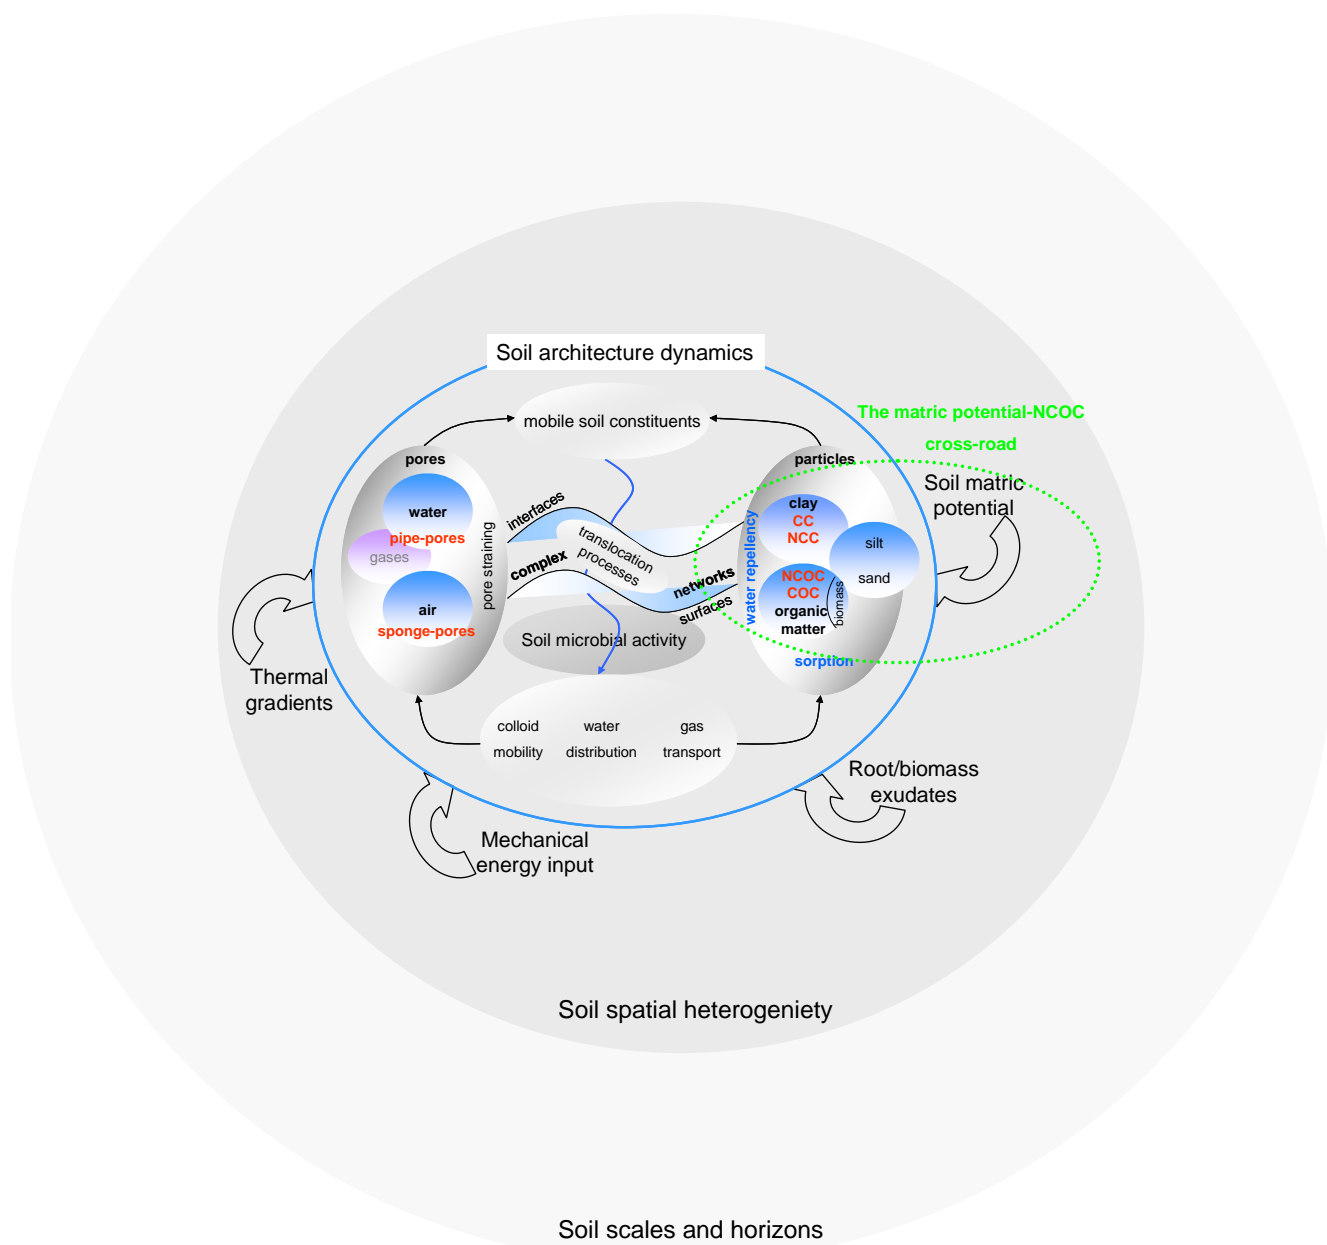 Soil architecture dynamics
mobile soil constituents
The matric potential-NCOC
cross-road
pores
water
pipe-pores
gases
air
sponge-pores
pore straining
interfaces
complex
translocation
processes
networks
surfaces
particles
water repellency
clay
CC
NCC
silt
sand
NCOC
COC
organic
matter
biomass
sorption
Soil matric
potential
Soil microbial activity
colloid
mobility
water
distribution
gas
transport
Thermal
gradients
Mechanical
energy input
Root/biomass
exudates
Soil spatial heterogeniety
Soil scales and horizons